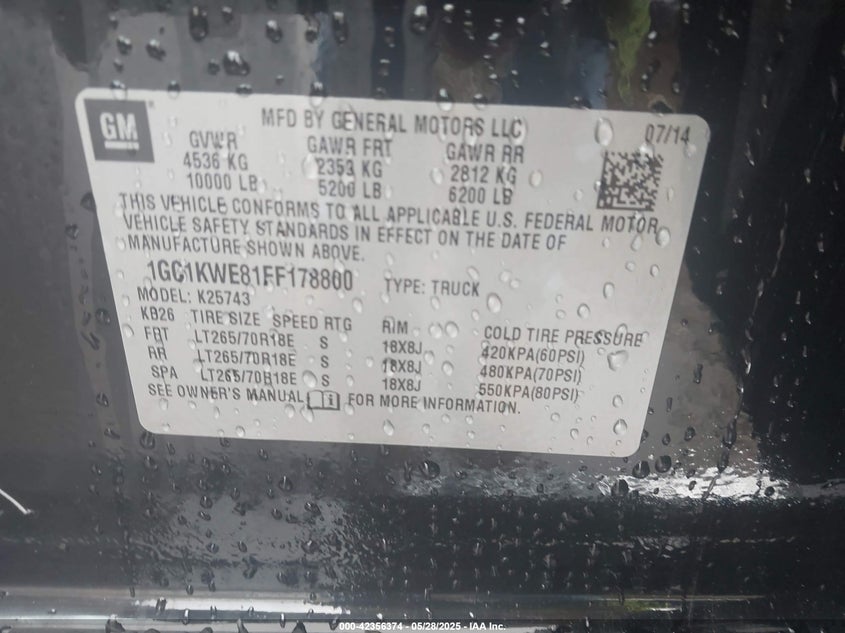 GM
MFD BY GENERAL MOTORS LLC
07/14
GVWR GAWR FRT GAWR RR
4536 KG 2353 KG 2812 KG
10000 LB 5200 LB 6200 LB
THIS VEHICLE CONFORMS TO ALL APPLICABLE U.S. FEDERAL MOTOR
VEHICLE SAFETY STANDARDS IN EFFECT ON THE DATE OF
MANUFACTURE SHOWN ABOVE.
1GC1KWE81FF178800 TYPE: TRUCK
MODEL: K25743
KB26 TIRE SIZE SPEED RTG RIM COLD TIRE PRESSURE
FRT LT265/70R18E S 18X8J 420KPA(60PSI)
RR LT265/70R18E S 18X8J 480KPA(70PSI)
SPA LT265/70R18E S 18X8J 550KPA(80PSI)
SEE OWNER'S MANUAL FOR MORE INFORMATION.
000-42356374 - 05/28/2025 - IAA Inc.